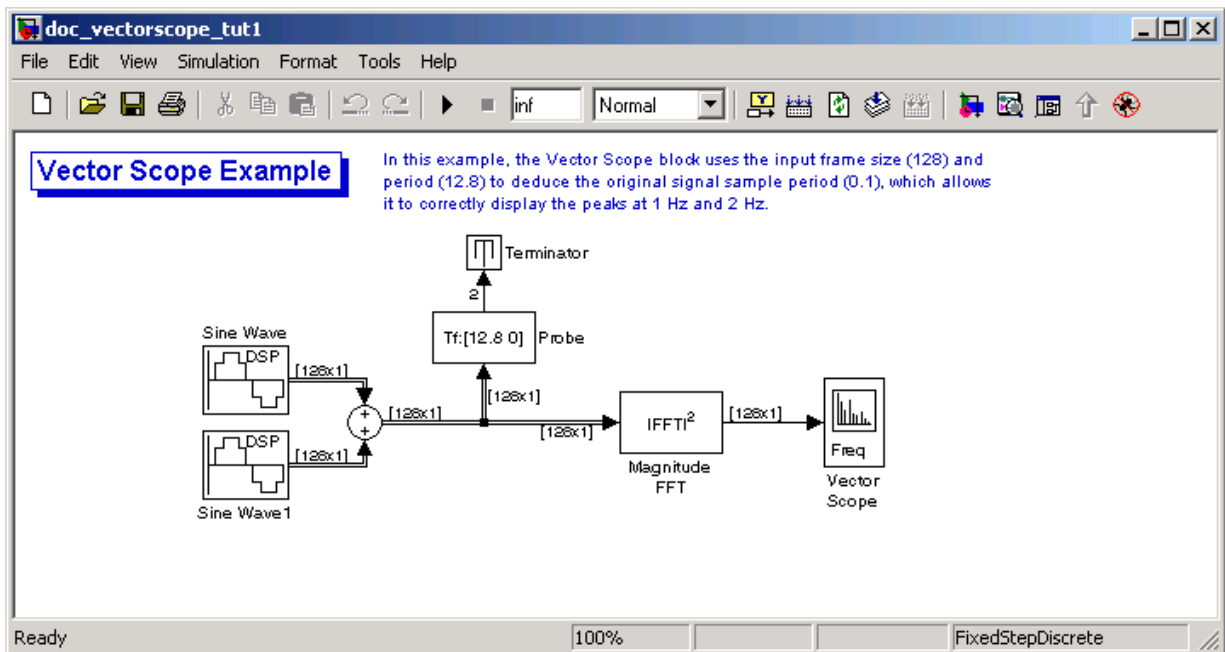 doc_vectorscope_tut1
File Edit View Simulation Format Tools Help
inf Normal
Vector Scope Example
In this example, the Vector Scope block uses the input frame size (128) and
period (12.8) to deduce the original signal sample period (0.1), which allows
it to correctly display the peaks at 1 Hz and 2 Hz.
Terminator
2
Tf:[12.8 0] Probe
Sine Wave
DSP
[128x1]
[128x1]
[128x1]
[128x1]
|FFT|2
[128x1]
Freq
Magnitude
FFT
Vector
Scope
DSP
[128x1]
Sine Wave1
Ready 100% FixedStepDiscrete